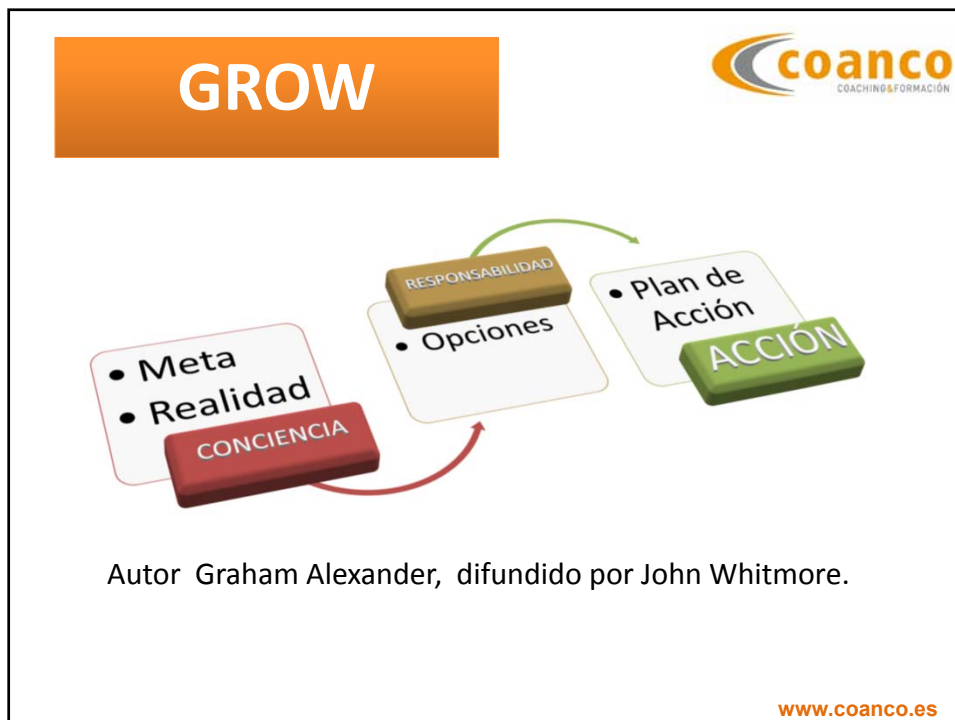 GROW
coanco
COACHING&FORMACIÓN
• Meta
• Realidad
CONCIENCIA
RESPONSABILIDAD
• Opciones
• Plan de
Acción
ACCIÓN
Autor Graham Alexander, difundido por John Whitmore.
www.coanco.es